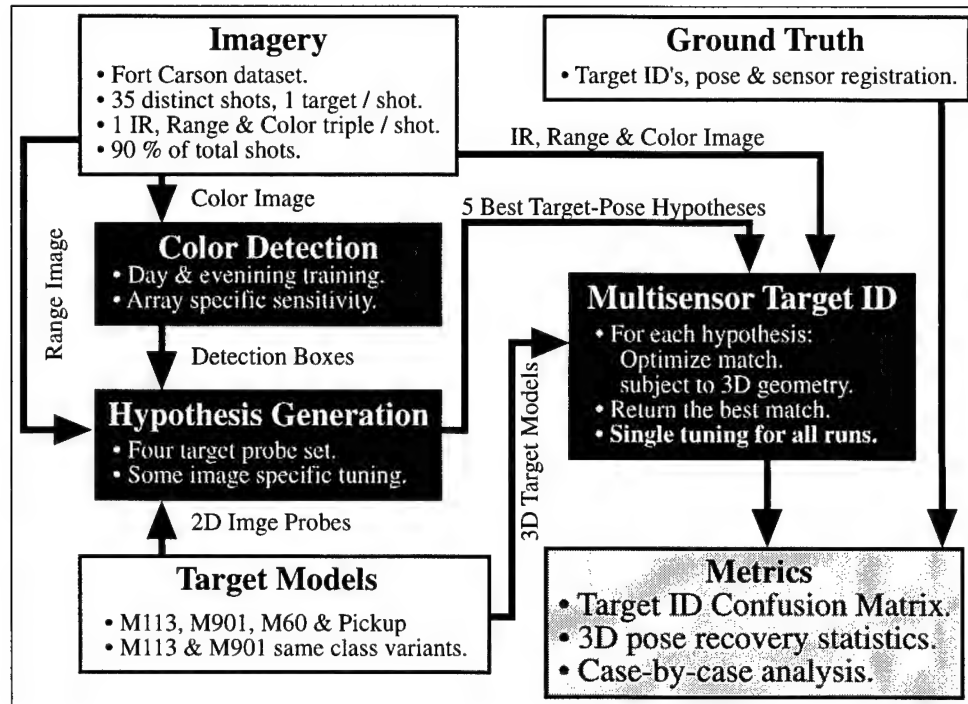 Imagery
• Fort Carson dataset.
• 35 distinct shots, 1 target / shot.
• 1 IR, Range & Color triple / shot.
• 90 % of total shots.
Ground Truth
• Target ID's, pose & sensor registration.
IR, Range & Color Image
Color Image
5 Best Target-Pose Hypotheses
Range Image
Color Detection
• Day & evenining training.
• Array specific sensitivity.
Multisensor Target ID
• For each hypothesis:
Optimize match.
subject to 3D geometry.
• Return the best match.
• Single tuning for all runs.
Detection Boxes
Hypothesis Generation
• Four target probe set.
• Some image specific tuning.
3D Target Models
2D Imge Probes
Target Models
• M113, M901, M60 & Pickup
• M113 & M901 same class variants.
Metrics
• Target ID Confusion Matrix.
• 3D pose recovery statistics.
• Case-by-case analysis.